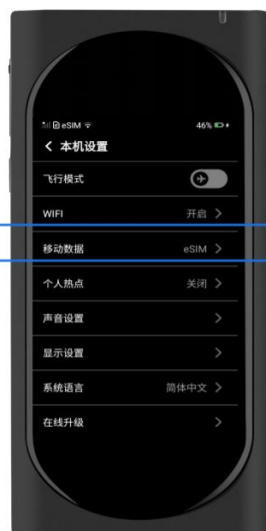 eSIM 46%
本机设置
飞行模式
WIFI 开启
移动数据 eSIM
个人热点 关闭
声音设置
显示设置
系统语言 简体中文
在线升级